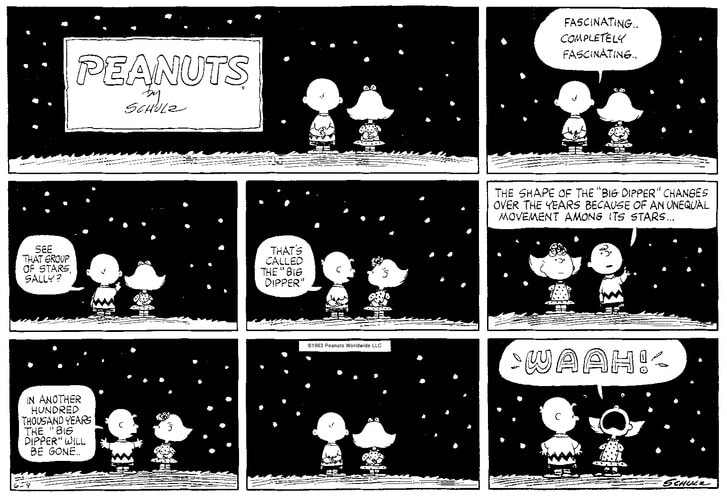 PEANUTS
by
SCHULZ
FASCINATING..
COMPLETELY
FASCINATING..
SEE
THAT GROUP
OF STARS,
SALLY?
THAT'S
CALLED
THE "BIG
DIPPER"
THE SHAPE OF THE "BIG DIPPER" CHANGES
OVER THE YEARS BECAUSE OF AN UNEQUAL
MOVEMENT AMONG ITS STARS...
IN ANOTHER
HUNDRED
THOUSAND YEARS
THE "BIG
DIPPER" WILL
BE GONE..
6-9
©1963 Peanuts Worldwide LLC
WAAH!
SCHULZ